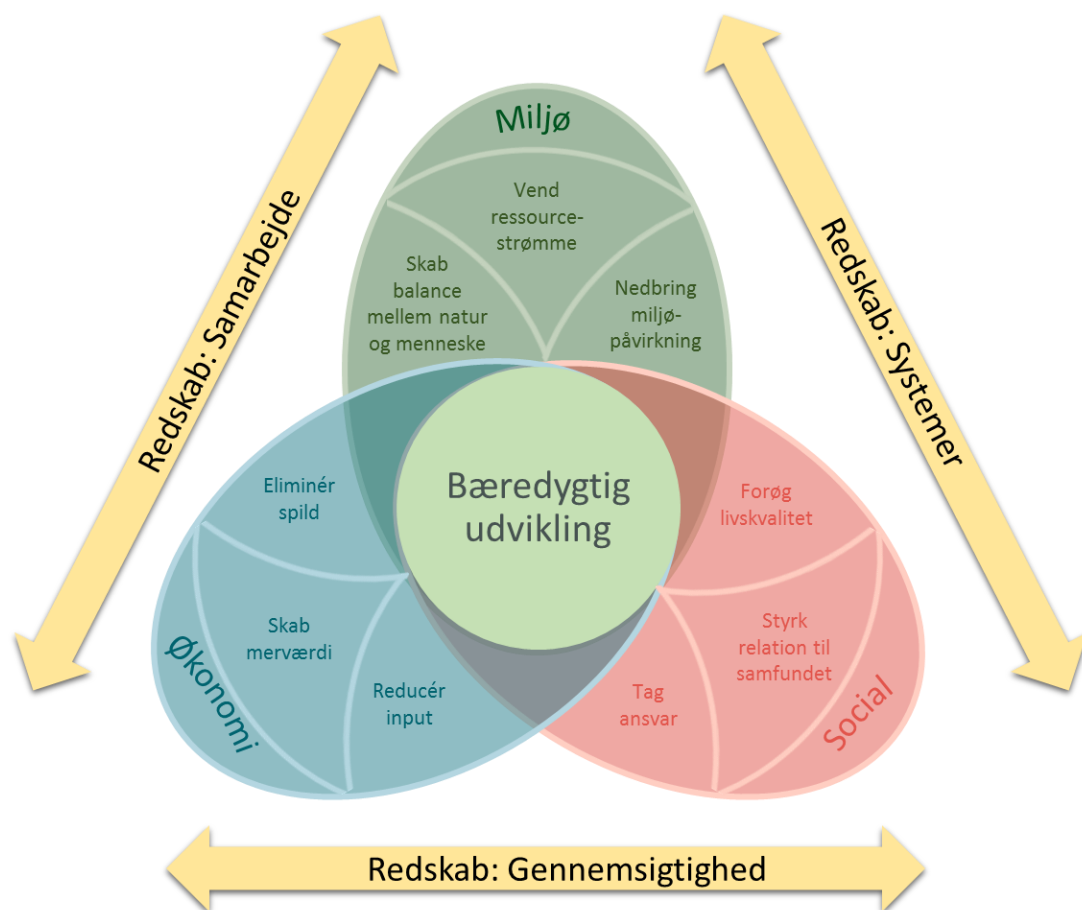 Miljø
Vend
ressource-
strømme
Skab
balance
mellem natur
og menneske
Nedbring
miljø-
påvirkning
Redskab: Samarbejde
Redskab: Systemer
Bæredygtig
udvikling
Eliminér
spild
Skab
merværdi
Reducér
input
Økonomi
Forøg
livskvalitet
Styrk
relation til
samfundet
Tag
ansvar
Social
Redskab: Gennemsigtighed